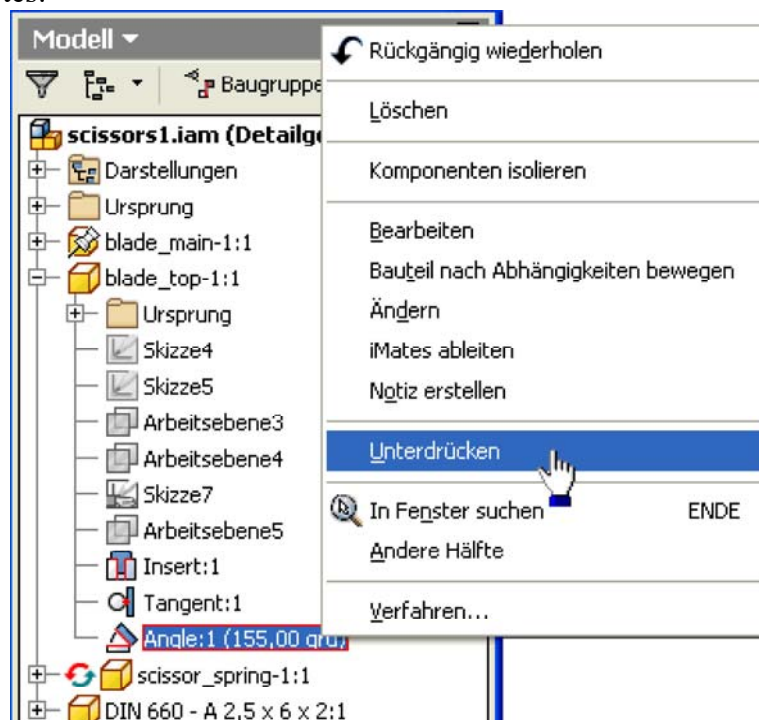 Modell
Baugruppe
scissors1.iam (Detailge
Darstellungen
Ursprung
blade_main-1:1
blade_top-1:1
Ursprung
Skizze4
Skizze5
Arbeitsebene3
Arbeitsebene4
Skizze7
Arbeitsebene5
Insert:1
Tangent:1
Angle:1 (155,00 grd)
scissor_spring-1:1
DIN 660 - A 2,5 x 6 x 2:1
Rückgängig wiederholen
Löschen
Komponenten isolieren
Bearbeiten
Bauteil nach Abhängigkeiten bewegen
Ändern
iMates ableiten
Notiz erstellen
Unterdrücken
In Fenster suchen ENDE
Andere Hälfte
Verfahren...